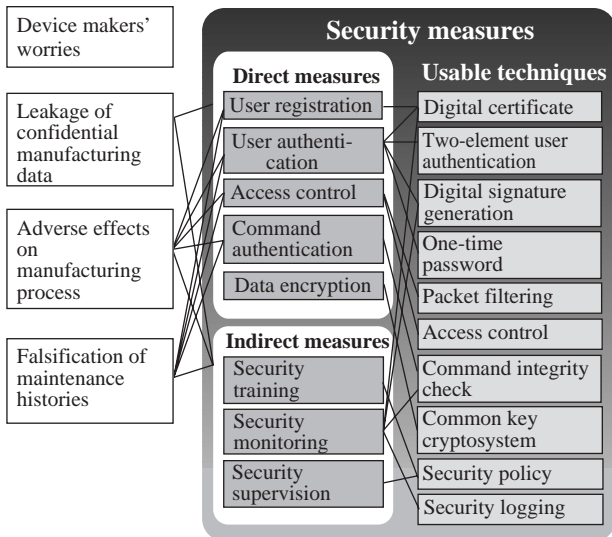 Device makers'
worries
Leakage of
confidential
manufacturing
data
Adverse effects
on
manufacturing
process
Falsification of
maintenance
histories
Security measures
Direct measures
User registration
User authenti-
cation
Access control
Command
authentication
Data encryption
Indirect measures
Security
training
Security
monitoring
Security
supervision
Usable techniques
Digital certificate
Two-element user
authentication
Digital signature
generation
One-time
password
Packet filtering
Access control
Command integrity
check
Common key
cryptosystem
Security policy
Security logging